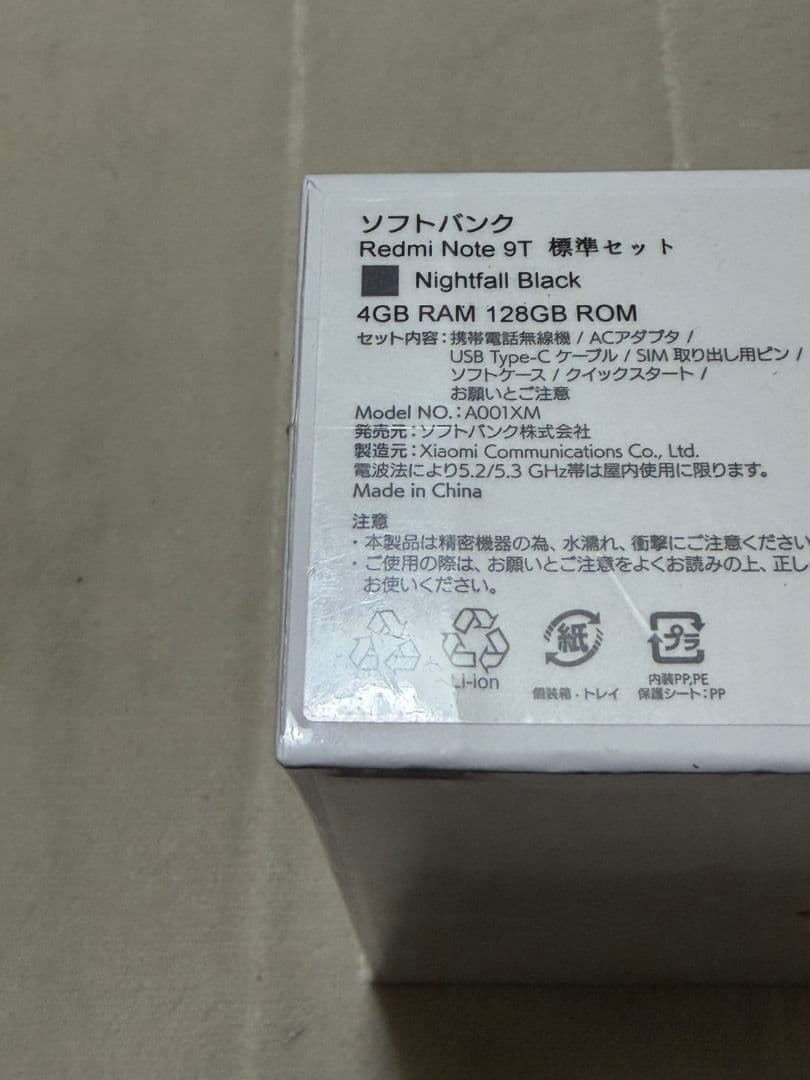 ソフトバンク
Redmi Note 9T 標準セット
Nightfall Black
4GB RAM 128GB ROM
セット内容：携帯電話無線機 / ACアダプタ /
USB Type-C ケーブル / SIM 取り出し用ピン /
ソフトケース / クイックスタート /
お願いとご注意
Model NO.：A001XM
発売元：ソフトバンク株式会社
製造元：Xiaomi Communications Co., Ltd.
電波法により5.2/5.3 GHz帯は屋内使用に限ります。
Made in China
注意
・本製品は精密機器の為、水濡れ、衝撃にご注意ください
・ご使用の際は、お願いとご注意をよくお読みの上、正し
お使いください。
紙 プラ
Li-ion
個装箱・トレイ
内装PP,PE
保護シート：PP